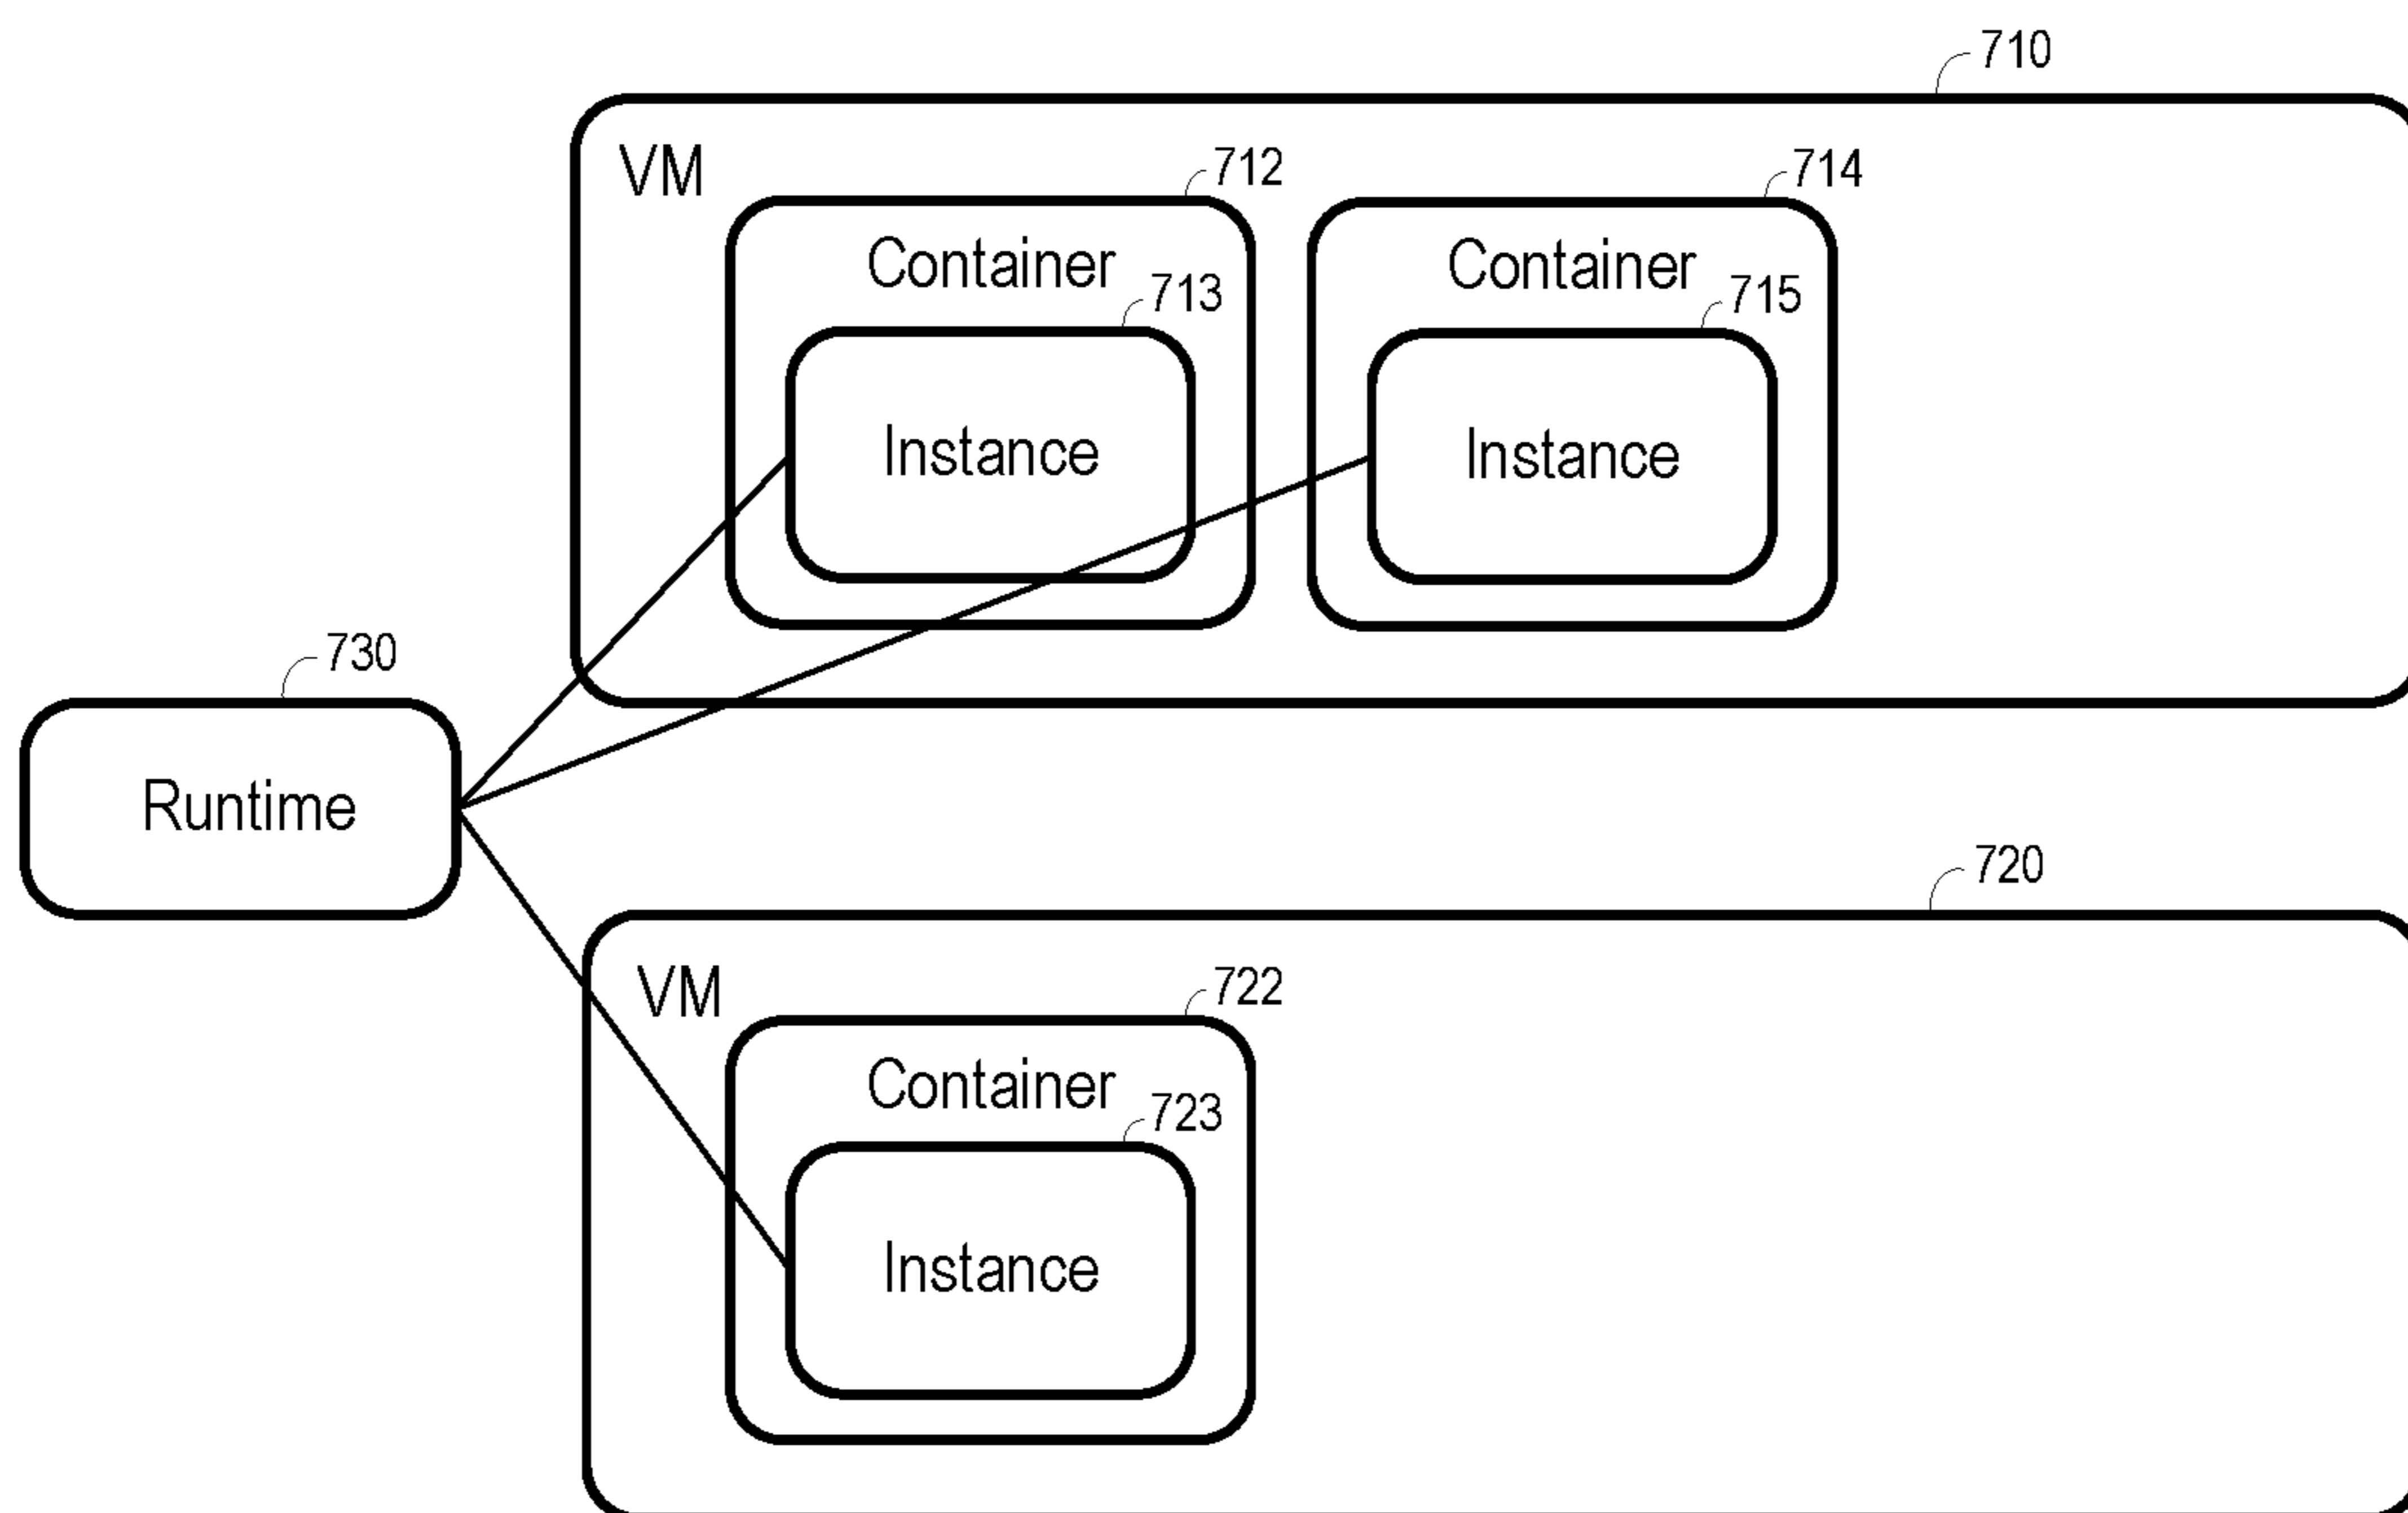 710
VM
712
714
Container
Container
713
715
Instance
Instance
730
Runtime
720
VM
722
Container
723
Instance